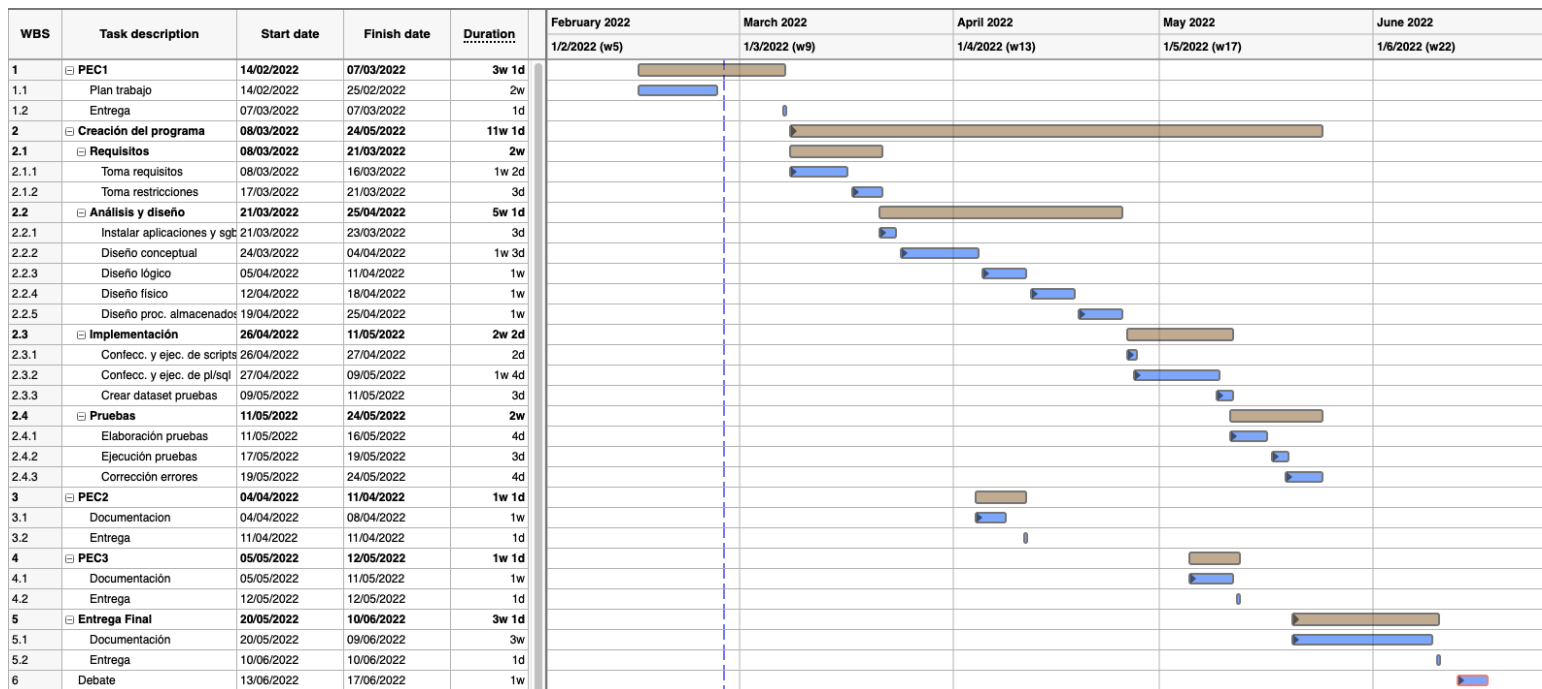 WBS Task description Start date Finish date Duration February 2022 March 2022 April 2022 May 2022 June 2022
1/2/2022 (w5) 1/3/2022 (w9) 1/4/2022 (w13) 1/5/2022 (w17) 1/6/2022 (w22)
1 PEC1 14/02/2022 07/03/2022 3w 1d
1.1 Plan trabajo 14/02/2022 25/02/2022 2w
1.2 Entrega 07/03/2022 07/03/2022 1d
2 Creación del programa 08/03/2022 24/05/2022 11w 1d
2.1 Requisitos 08/03/2022 21/03/2022 2w
2.1.1 Toma requisitos 08/03/2022 16/03/2022 1w 2d
2.1.2 Toma restricciones 17/03/2022 21/03/2022 3d
2.2 Análisis y diseño 21/03/2022 25/04/2022 5w 1d
2.2.1 Instalar aplicaciones y sgb 21/03/2022 23/03/2022 3d
2.2.2 Diseño conceptual 24/03/2022 04/04/2022 1w 3d
2.2.3 Diseño lógico 05/04/2022 11/04/2022 1w
2.2.4 Diseño físico 12/04/2022 18/04/2022 1w
2.2.5 Diseño proc. almacenados 19/04/2022 25/04/2022 1w
2.3 Implementación 26/04/2022 11/05/2022 2w 2d
2.3.1 Confecc. y ejec. de scripts 26/04/2022 27/04/2022 2d
2.3.2 Confecc. y ejec. de pl/sql 27/04/2022 09/05/2022 1w 4d
2.3.3 Crear dataset pruebas 09/05/2022 11/05/2022 3d
2.4 Pruebas 11/05/2022 24/05/2022 2w
2.4.1 Elaboración pruebas 11/05/2022 16/05/2022 4d
2.4.2 Ejecución pruebas 17/05/2022 19/05/2022 3d
2.4.3 Corrección errores 19/05/2022 24/05/2022 4d
3 PEC2 04/04/2022 11/04/2022 1w 1d
3.1 Documentacion 04/04/2022 08/04/2022 1w
3.2 Entrega 11/04/2022 11/04/2022 1d
4 PEC3 05/05/2022 12/05/2022 1w 1d
4.1 Documentación 05/05/2022 11/05/2022 1w
4.2 Entrega 12/05/2022 12/05/2022 1d
5 Entrega Final 20/05/2022 10/06/2022 3w 1d
5.1 Documentación 20/05/2022 09/06/2022 3w
5.2 Entrega 10/06/2022 10/06/2022 1d
6 Debate 13/06/2022 17/06/2022 1w